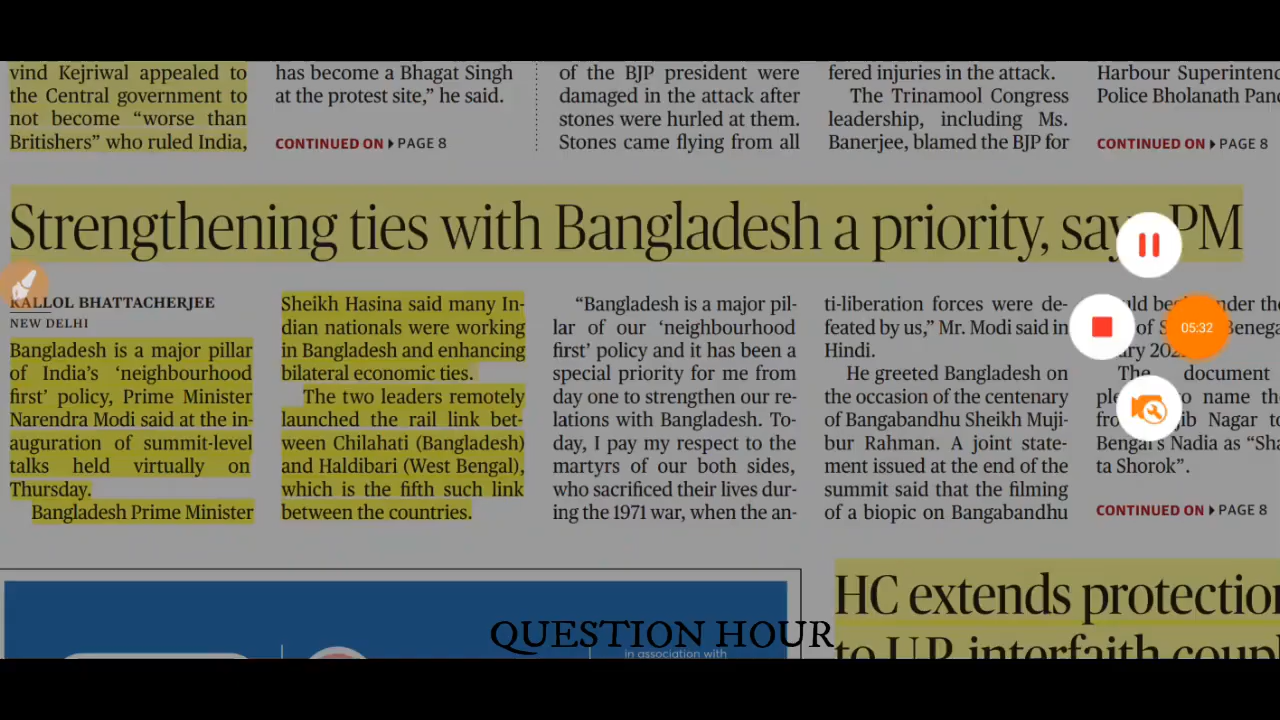 vind Kejriwal appealed to
the Central government to
not become “worse than
Britishers” who ruled India,
has become a Bhagat Singh
at the protest site,” he said.
CONTINUED ON PAGE 8
of the BJP president were
damaged in the attack after
stones were hurled at them.
Stones came flying from all
fered injuries in the attack.
The Trinamool Congress
leadership, including Ms.
Banerjee, blamed the BJP for
Harbour
Police Bholanath
CONTINUED ON PAGE 8
Strengthening ties with Bangladesh a priority, PM
KALLOL BHATTACHERJEE
NEW DELHI
Bangladesh is a major pillar
of India’s ‘neighbourhood
first’ policy, Prime Minister
Narendra Modi said at the in-
auguration of summit-level
talks held virtually on
Thursday.
Bangladesh Prime Minister
Sheikh Hasina said many In-
dian nationals were working
in Bangladesh and enhancing
bilateral economic ties.
The two leaders remotely
launched the rail link bet-
ween Chilahati (Bangladesh)
and Haldibari (West Bengal),
which is the fifth such link
between the countries.
“Bangladesh is a major pil-
lar of our ‘neighbourhood
first’ policy and it has been a
special priority for me from
day one to strengthen our re-
lations with Bangladesh. To-
day, I pay my respect to the
martyrs of our both sides,
who sacrificed their lives dur-
ing the 1971 war, when the an-
ti-liberation forces were de-
feated by us,” Mr. Modi said in
Hindi.
He greeted Bangladesh on
the occasion of the centenary
of Bangabandhu Sheikh Muji-
bur Rahman. A joint state-
ment issued at the end of the
summit said that the filming
of a biopic on Bangabandhu
The document
to name the
Nagar to
Bengal’s Nadia as
ta Shorok”.
CONTINUED ON PAGE 8
05:32
HC extends protection
to U.P. interfaith
QUESTION HOUR
in association with